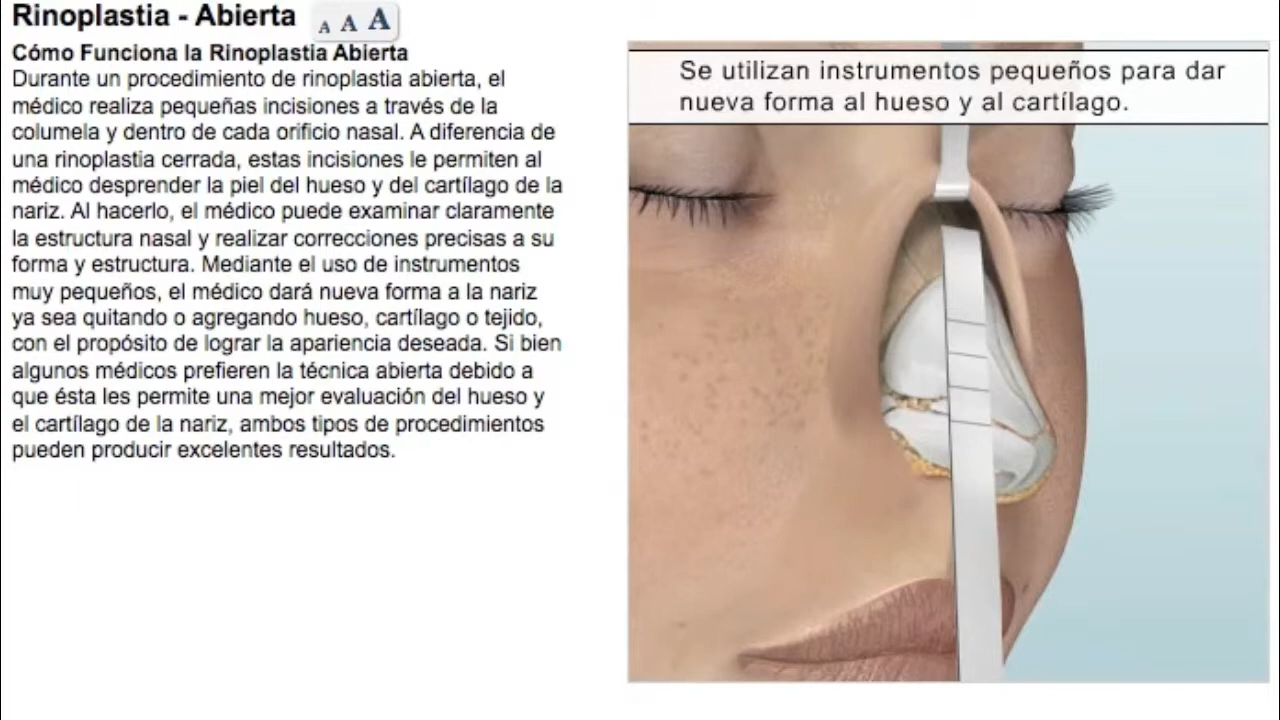 Rinoplastia - Abierta A A A
Cómo Funciona la Rinoplastia Abierta
Durante un procedimiento de rinoplastia abierta, el
médico realiza pequeñas incisiones a través de la
columela y dentro de cada orificio nasal. A diferencia de
una rinoplastia cerrada, estas incisiones le permiten al
médico desprender la piel del hueso y del cartílago de la
nariz. Al hacerlo, el médico puede examinar claramente
la estructura nasal y realizar correcciones precisas a su
forma y estructura. Mediante el uso de instrumentos
muy pequeños, el médico dará nueva forma a la nariz
ya sea quitando o agregando hueso, cartílago o tejido,
con el propósito de lograr la apariencia deseada. Si bien
algunos médicos prefieren la técnica abierta debido a
que ésta les permite una mejor evaluación del hueso y
el cartílago de la nariz, ambos tipos de procedimientos
pueden producir excelentes resultados.
Se utilizan instrumentos pequeños para dar
nueva forma al hueso y al cartílago.